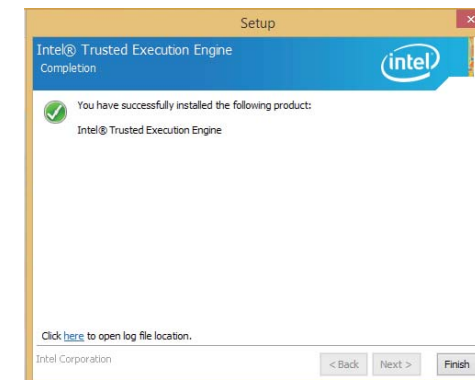 Setup
Intel® Trusted Execution Engine
Completion
intel
You have successfully installed the following product:
Intel® Trusted Execution Engine
Click here to open log file location.
Intel Corporation
< Back
Next >
Finish